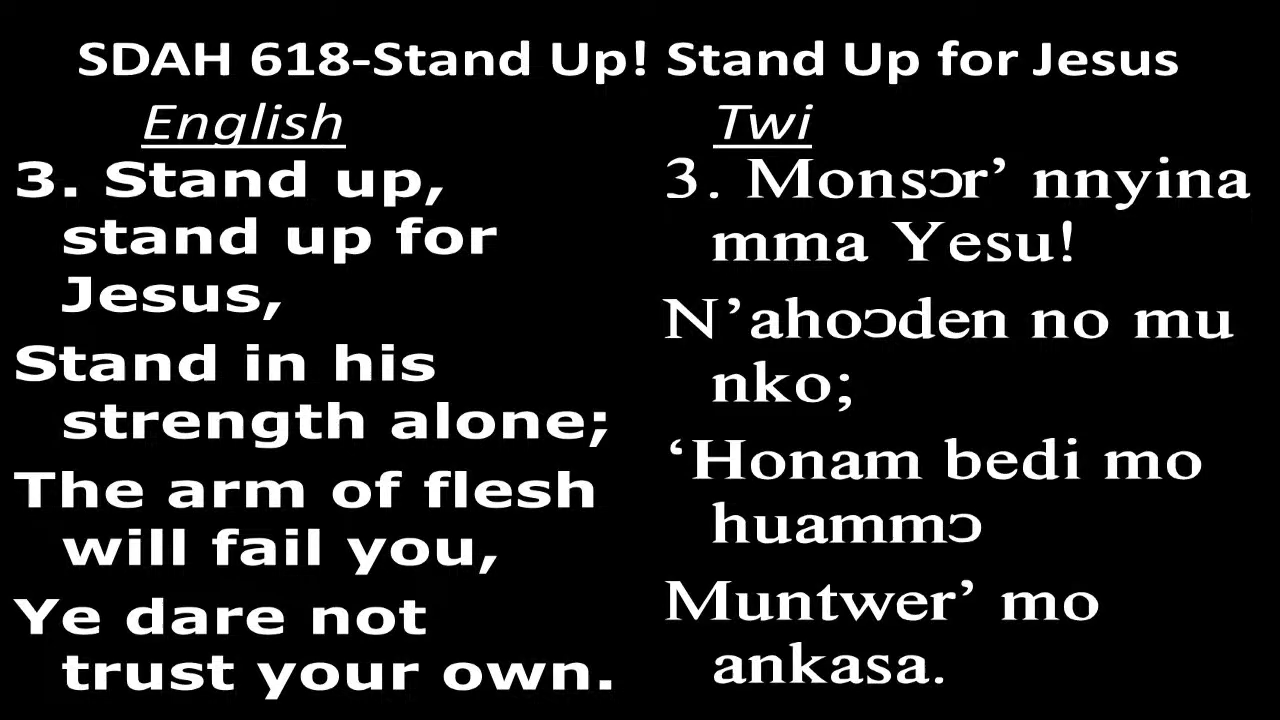 SDAH 618-Stand Up! Stand Up for Jesus
English
3. Stand up,
stand up for
Jesus,
Stand in his
strength alone;
The arm of flesh
will fail you,
Ye dare not
trust your own.
Twi
3. Monsɔr’ nnyina
mma Yesu!
N’ahoɔden no mu
nko;
‘Honam bedi mo
huammɔ
Muntwer’ mo
ankasa.